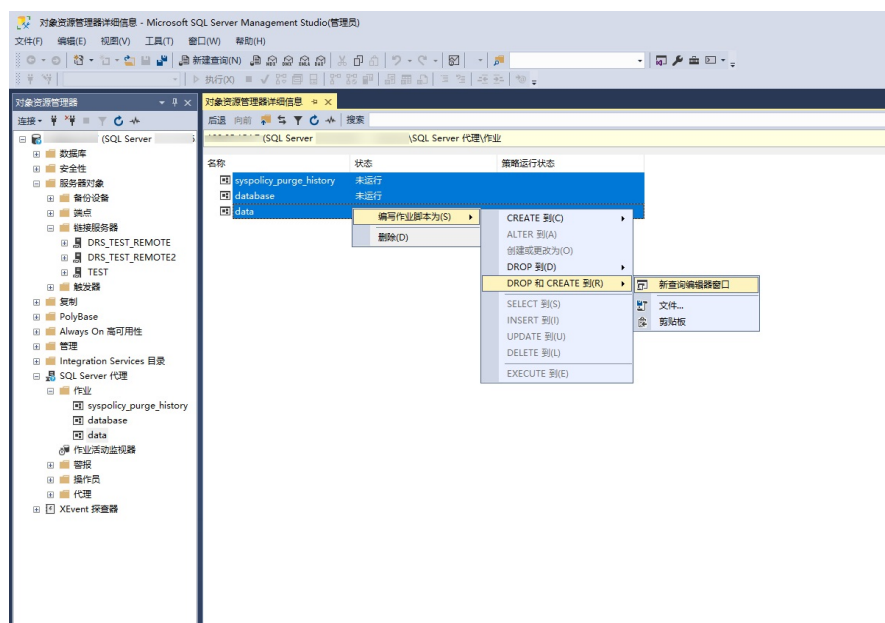 对象资源管理器详细信息 - Microsoft SQL Server Management Studio(管理员)
文件(F) 编辑(E) 视图(V) 工具(T) 窗口(W) 帮助(H)
新建查询(N)
执行(X)
对象资源管理器
对象资源管理器详细信息
连接
后退 向前 搜索
(SQL Server
(SQL Server \SQL Server 代理\作业
数据库
安全性
服务器对象
备份设备
端点
链接服务器
DRS_TEST_REMOTE
DRS_TEST_REMOTE2
TEST
触发器
复制
PolyBase
Always On 高可用性
管理
Integration Services 目录
SQL Server 代理
作业
syspolicy_purge_history
database
data
作业活动监视器
警报
操作员
代理
XEvent 探查器
名称 状态 策略运行状态
syspolicy_purge_history 未运行
database 未运行
data
编写作业脚本为(S)
删除(D)
CREATE 到(C)
ALTER 到(A)
创建或更改为(O)
DROP 到(D)
DROP 和 CREATE 到(R)
SELECT 到(S)
INSERT 到(I)
UPDATE 到(U)
DELETE 到(L)
EXECUTE 到(E)
新查询编辑器窗口
文件...
剪贴板